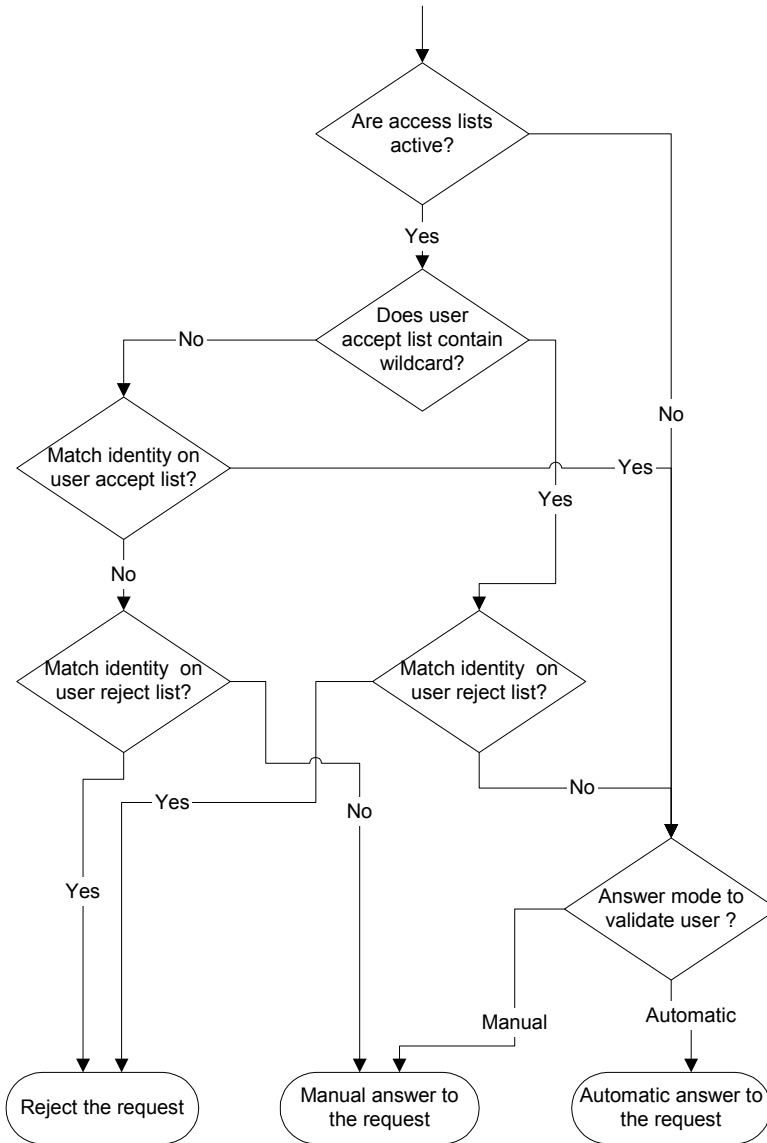 Are access lists
active?
Yes
Does user
accept list contain
wildcard?
No
No
Match identity on
user accept list?
Yes
Yes
No
Match identity  on
user reject list?
Match identity  on
user reject list?
No
Yes
No
Yes
Answer mode to
validate user ?
Manual
Automatic
Reject the request
Manual answer to
the request
Automatic answer to
the request